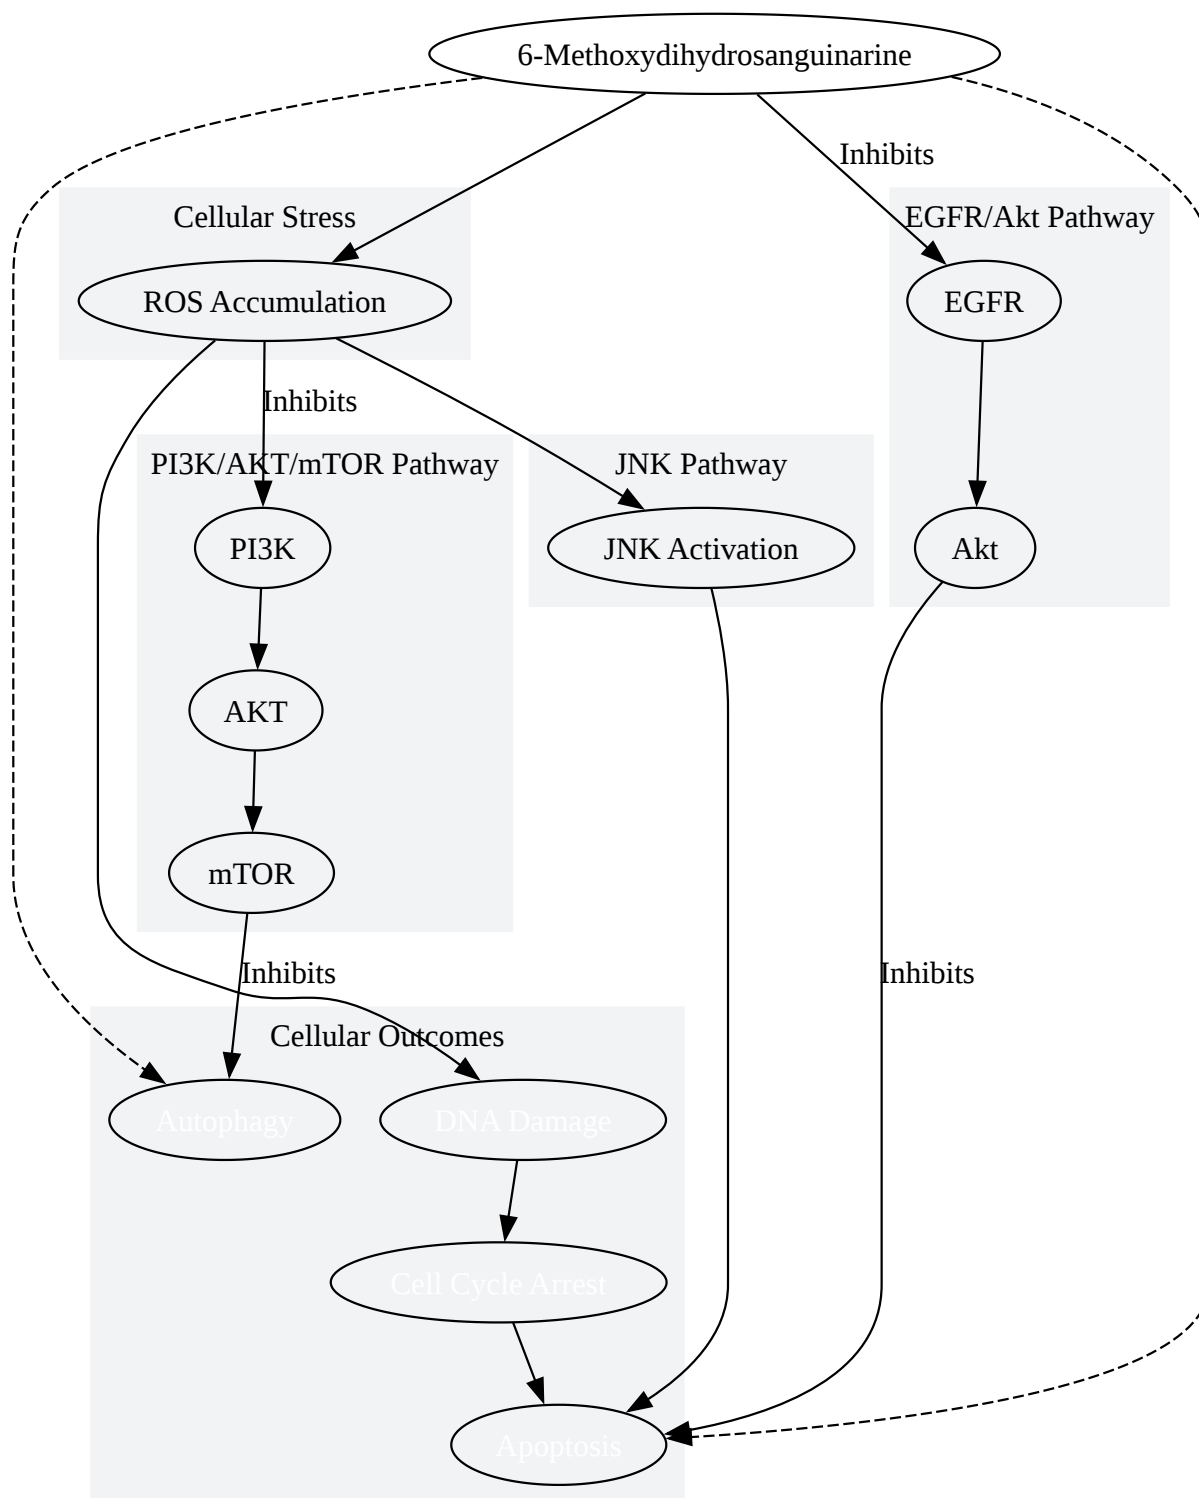 6-Methoxydihydrosanguinarine
Inhibits
Cellular Stress
EGFR/Akt Pathway
ROS Accumulation
EGFR
Inhibits
PI3K/AKT/mTOR Pathway
JNK Pathway
PI3K
JNK Activation
Akt
AKT
mTOR
Inhibits
Inhibits
Cellular Outcomes
Autophagy
DNA Damage
Cell Cycle Arrest
Apoptosis